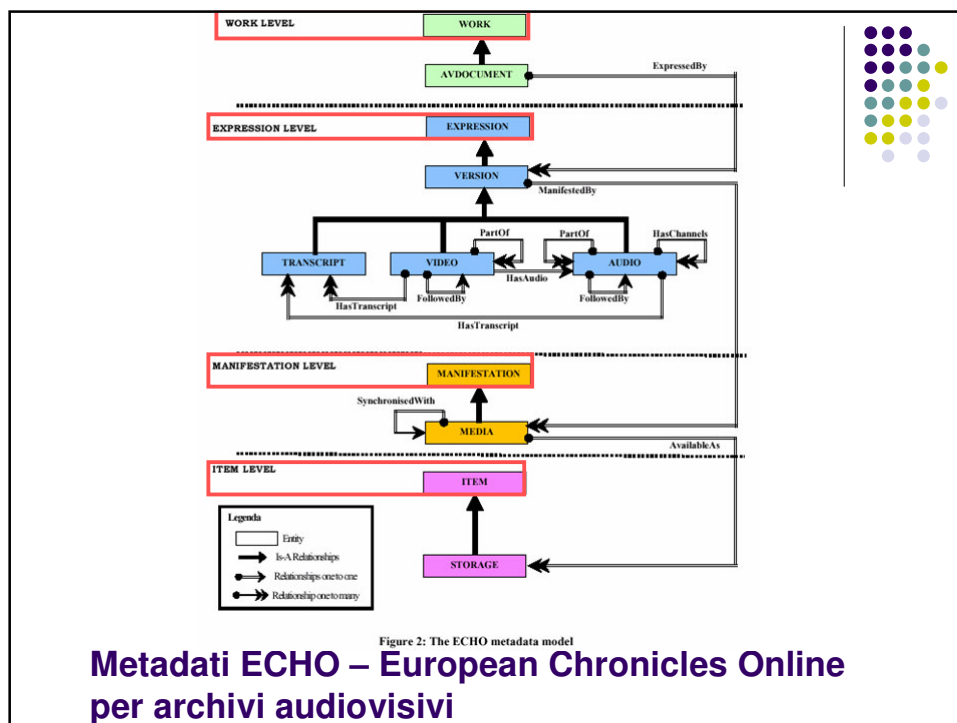 WORK LEVEL
WORK
AVDOCUMENT
ExpressedBy
EXPRESSION LEVEL
EXPRESSION
VERSION
ManifestedBy
PartOf
PartOf
HasChannels
TRANSCRIPT
VIDEO
AUDIO
HasAudio
HasTranscript
FollowedBy
FollowedBy
HasTranscript
MANIFESTATION LEVEL
MANIFESTATION
SynchronisedWith
MEDIA
AvailableAs
ITEM LEVEL
ITEM
Legenda
Entity
Is-A Relationships
Relationships one to one
Relationship one to many
STORAGE
Figure 2: The ECHO metadata model
Metadati ECHO – European Chronicles Online
per archivi audiovisivi